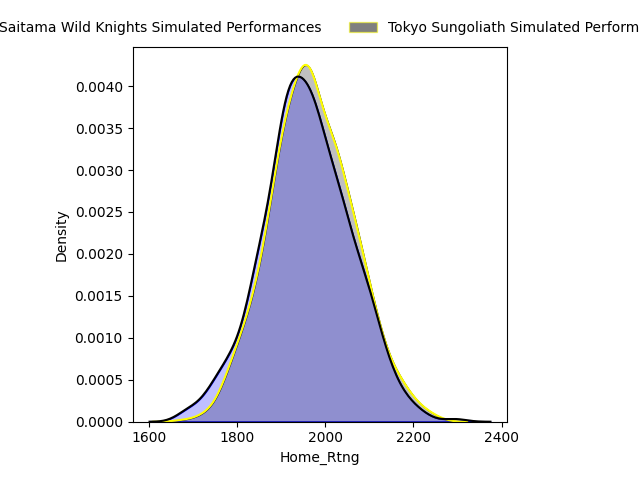 Saitama Wild Knights Simulated Performances
Tokyo Sungoliath Simulated Perform
0.0040
0.0035
0.0030
0.0025
0.0020
0.0015
0.0010
0.0005
0.0000
Density
1600 1800 2000 2200 2400
Home_Rtng